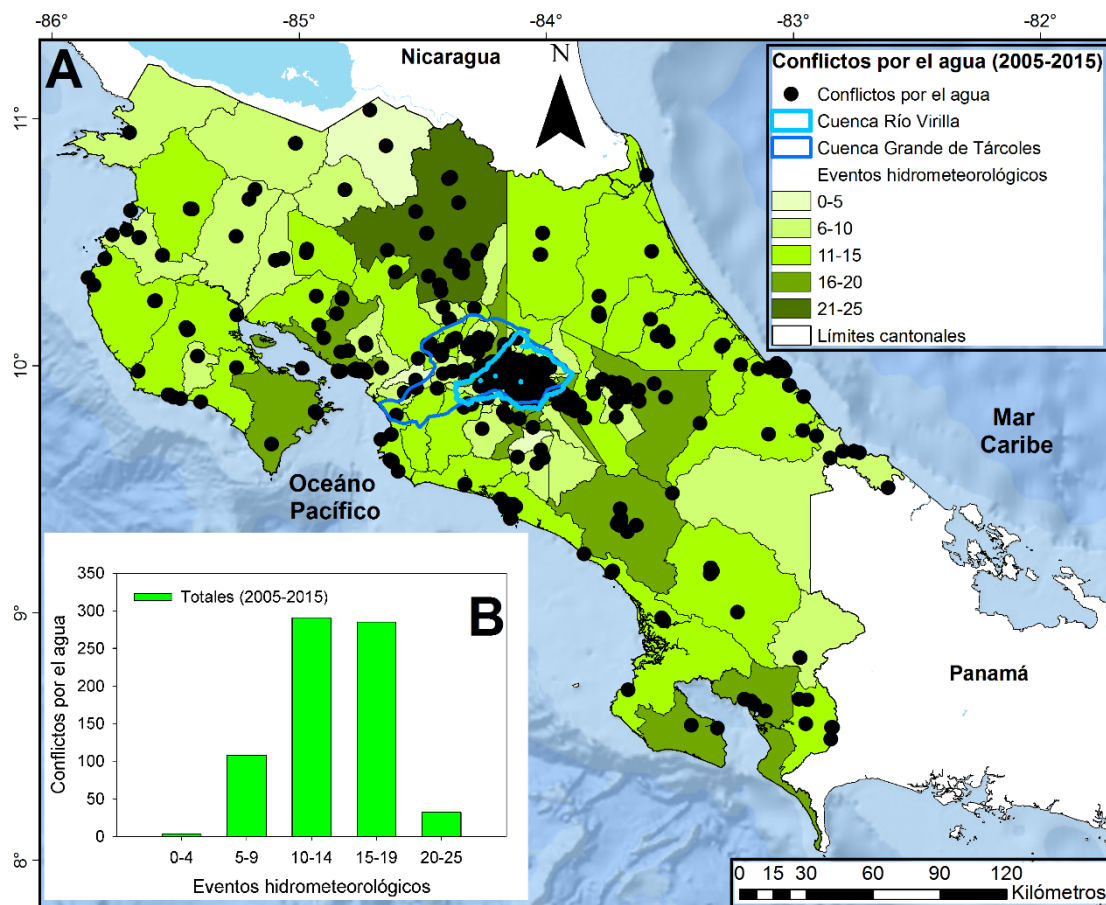 -86°
-85°
-84°
-83°
-82°
A
Nicaragua
N
Conflictos por el agua (2005-2015)
Conflictos por el agua
Cuenca Río Virilla
Cuenca Grande de Tárcoles
Eventos hidrometeorológicos
0-5
6-10
11-15
16-20
21-25
Límites cantonales
11°
10°
9°
8°
Mar
Caribe
Oceáno
Pacífico
Panamá
B
Totales (2005-2015)
350
300
250
200
150
100
50
0
Conflictos por el agua
0-4
5-9
10-14
15-19
20-25
Eventos hidrometeorológicos
0 15 30 60 90 120
Kilómetros